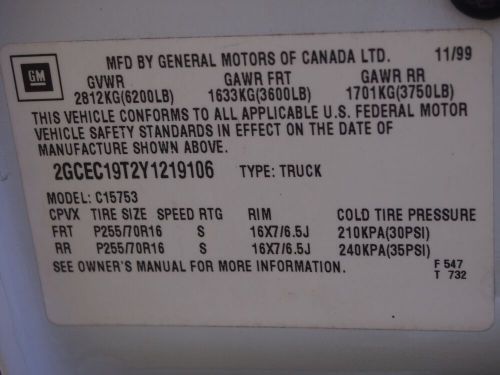 MFD BY GENERAL MOTORS OF CANADA LTD. 11/99
GM
GVWR GAWR FRT GAWR RR
2812KG(6200LB) 1633KG(3600LB) 1701KG(3750LB)
THIS VEHICLE CONFORMS TO ALL APPLICABLE U.S. FEDERAL MOTOR
VEHICLE SAFETY STANDARDS IN EFFECT ON THE DATE OF
MANUFACTURE SHOWN ABOVE.
2GCEC19T2Y1219106 TYPE: TRUCK
MODEL: C15753
CPVX TIRE SIZE SPEED RTG RIM COLD TIRE PRESSURE
FRT P255/70R16 S 16X7/6.5J 210KPA(30PSI)
RR P255/70R16 S 16X7/6.5J 240KPA(35PSI)
SEE OWNER'S MANUAL FOR MORE INFORMATION. F 547
T 732